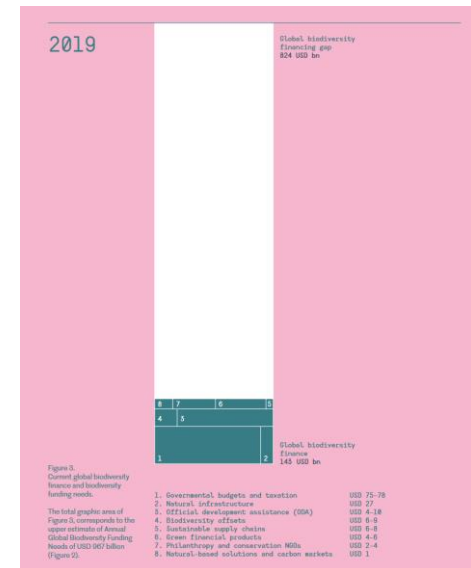 2019
Global biodiversity
financing gap
824 USD bn
8 7 6 5
4 3
1 2
Global biodiversity
finance
143 USD bn
Figure 3.
Current global biodiversity
finance and biodiversity
funding needs.
The total graphic area of
Figure 3, corresponds to the
upper estimate of Annual
Global Biodiversity Funding
Needs of USD 967 billion
(Figure 2).
1. Governmental budgets and taxation USD 75-78
2. Natural infrastructure USD 27
3. Official development assistance (ODA) USD 4-10
4. Biodiversity offsets USD 6-9
5. Sustainable supply chains USD 6-8
6. Green financial products USD 4-6
7. Philanthropy and conservation NGOs USD 2-4
8. Natural-based solutions and carbon markets USD 1